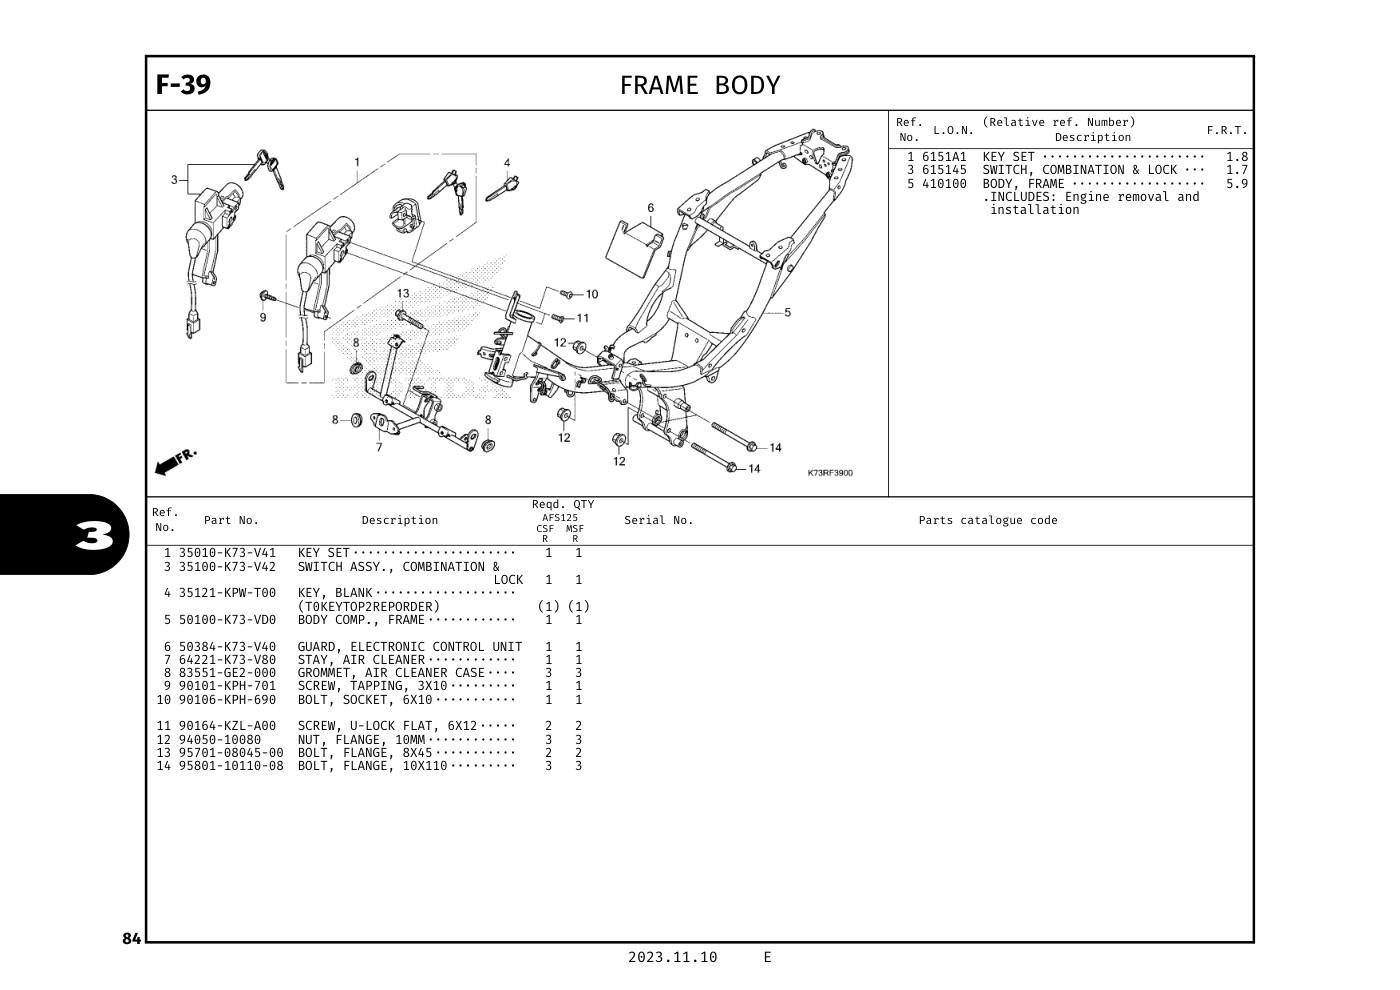 F-39
FRAME BODY
Ref. No. L.O.N. (Relative ref. Number) Description F.R.T.
1 6151A1 KEY SET ······················ 1.8
3 615145 SWITCH, COMBINATION & LOCK ··· 1.7
5 410100 BODY, FRAME ·················· 5.9
.INCLUDES: Engine removal and
installation
1
4
3
6
10
13
11
9
5
12
8
8
8
7
12
12
14
14
HONDA
FR.
K73RF3900
3
Ref. No. Part No. Description Reqd. QTY Serial No. Parts catalogue code
AFS125
CSF MSF
R R
1 35010-K73-V41 KEY SET······················ 1 1
3 35100-K73-V42 SWITCH ASSY., COMBINATION &
LOCK 1 1
4 35121-KPW-T00 KEY, BLANK···················
(T0KEYTOP2REPORDER) (1) (1)
5 50100-K73-VD0 BODY COMP., FRAME············ 1 1
6 50384-K73-V40 GUARD, ELECTRONIC CONTROL UNIT 1 1
7 64221-K73-V80 STAY, AIR CLEANER············ 1 1
8 83551-GE2-000 GROMMET, AIR CLEANER CASE···· 3 3
9 90101-KPH-701 SCREW, TAPPING, 3X10········· 1 1
10 90106-KPH-690 BOLT, SOCKET, 6X10··········· 1 1
11 90164-KZL-A00 SCREW, U-LOCK FLAT, 6X12····· 2 2
12 94050-10080 NUT, FLANGE, 10MM············ 3 3
13 95701-08045-00 BOLT, FLANGE, 8X45··········· 2 2
14 95801-10110-08 BOLT, FLANGE, 10X110········· 3 3
84
2023.11.10 E